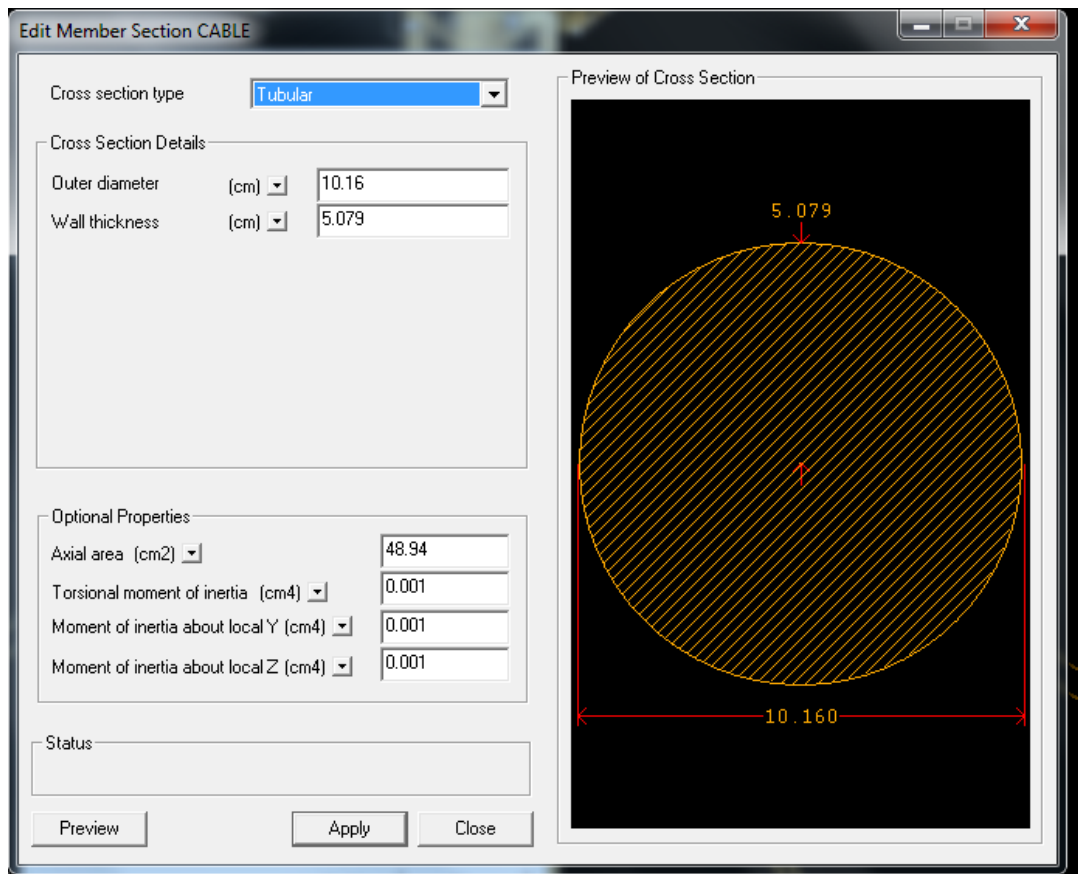 Edit Member Section CABLE
Cross section type Tubular
Cross Section Details
Outer diameter (cm) 10.16
Wall thickness (cm) 5.079
Optional Properties
Axial area (cm2) 48.94
Torsional moment of inertia (cm4) 0.001
Moment of inertia about local Y (cm4) 0.001
Moment of inertia about local Z (cm4) 0.001
Status
Preview Apply Close
Preview of Cross Section
5.079
10.160